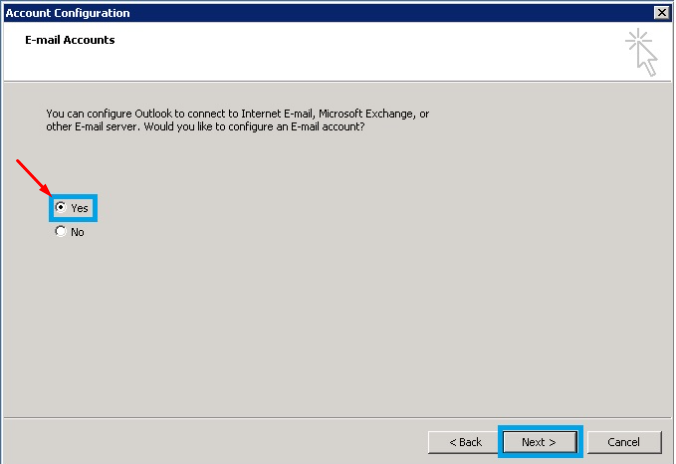 Account Configuration
E-mail Accounts
You can configure Outlook to connect to Internet E-mail, Microsoft Exchange, or
other E-mail server. Would you like to configure an E-mail account?
Yes
No
< Back Next > Cancel